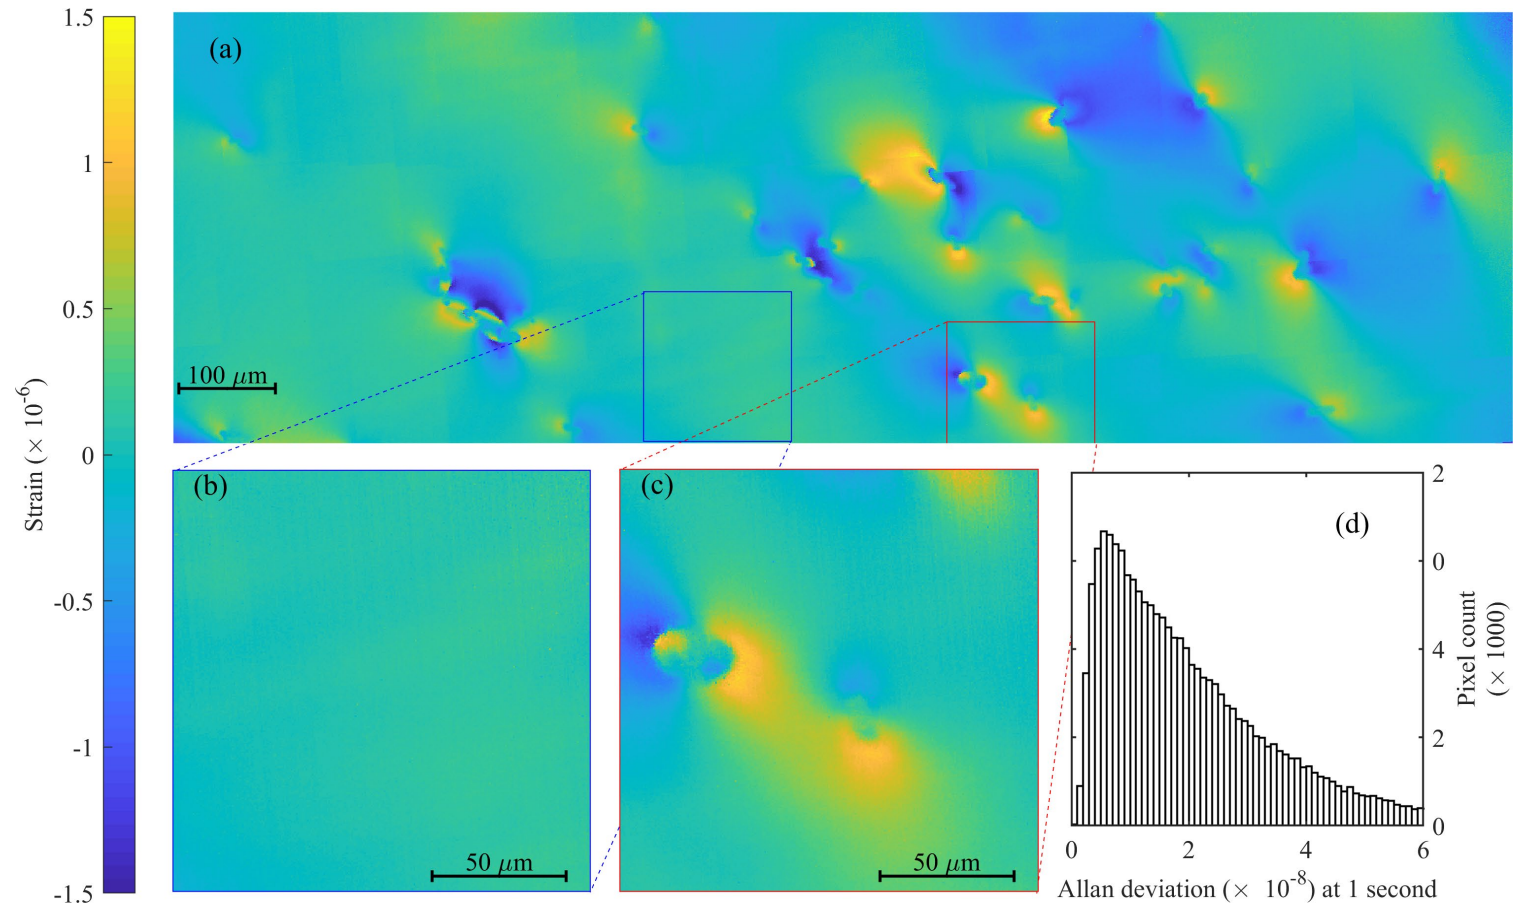 1.5
1
0.5
0
-0.5
-1
-1.5
Strain (× 10⁻⁶)
(a)
100 μm
(b)
50 μm
(c)
50 μm
(d)
2
0
4
2
0
Pixel count
(× 1000)
0 2 4 6
Allan deviation (× 10⁻⁸) at 1 second